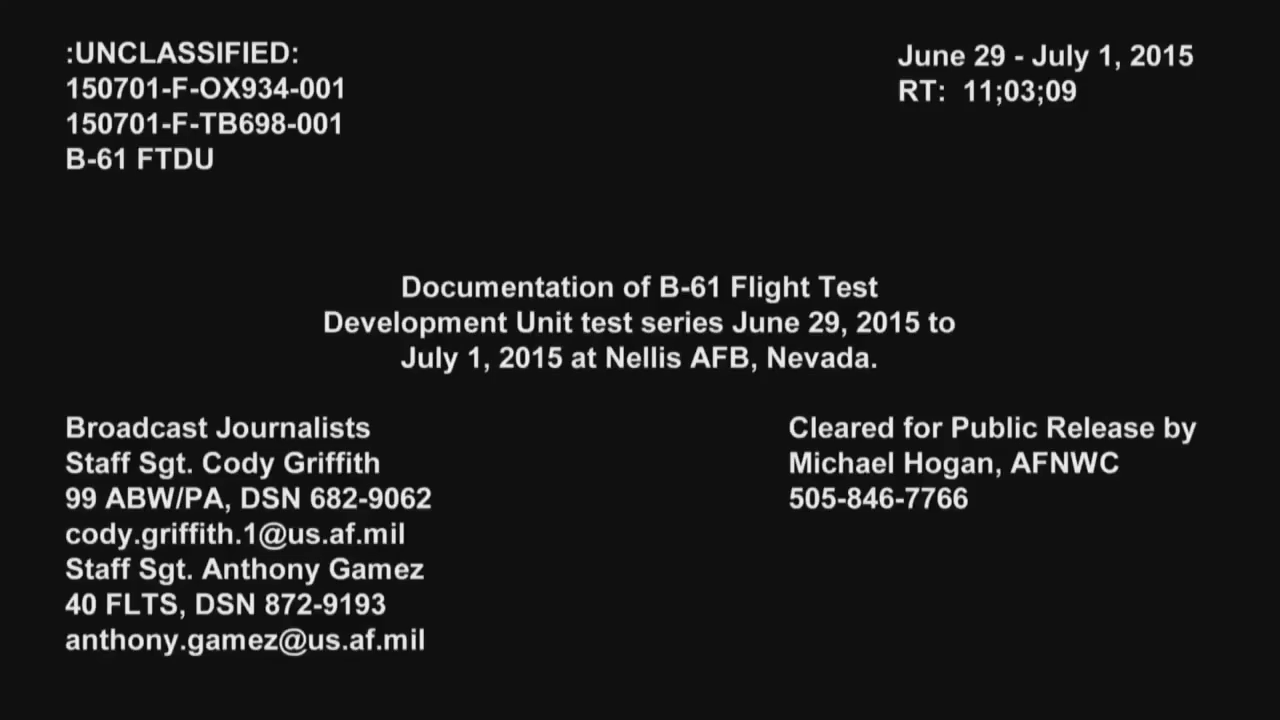 :UNCLASSIFIED:
150701-F-OX934-001
150701-F-TB698-001
B-61 FTDU
June 29 - July 1, 2015
RT:  11;03;09
Documentation of B-61 Flight Test
Development Unit test series June 29, 2015 to
July 1, 2015 at Nellis AFB, Nevada.
Broadcast Journalists
Staff Sgt. Cody Griffith
99 ABW/PA, DSN 682-9062
cody.griffith.1@us.af.mil
Staff Sgt. Anthony Gamez
40 FLTS, DSN 872-9193
anthony.gamez@us.af.mil
Cleared for Public Release by
Michael Hogan, AFNWC
505-846-7766